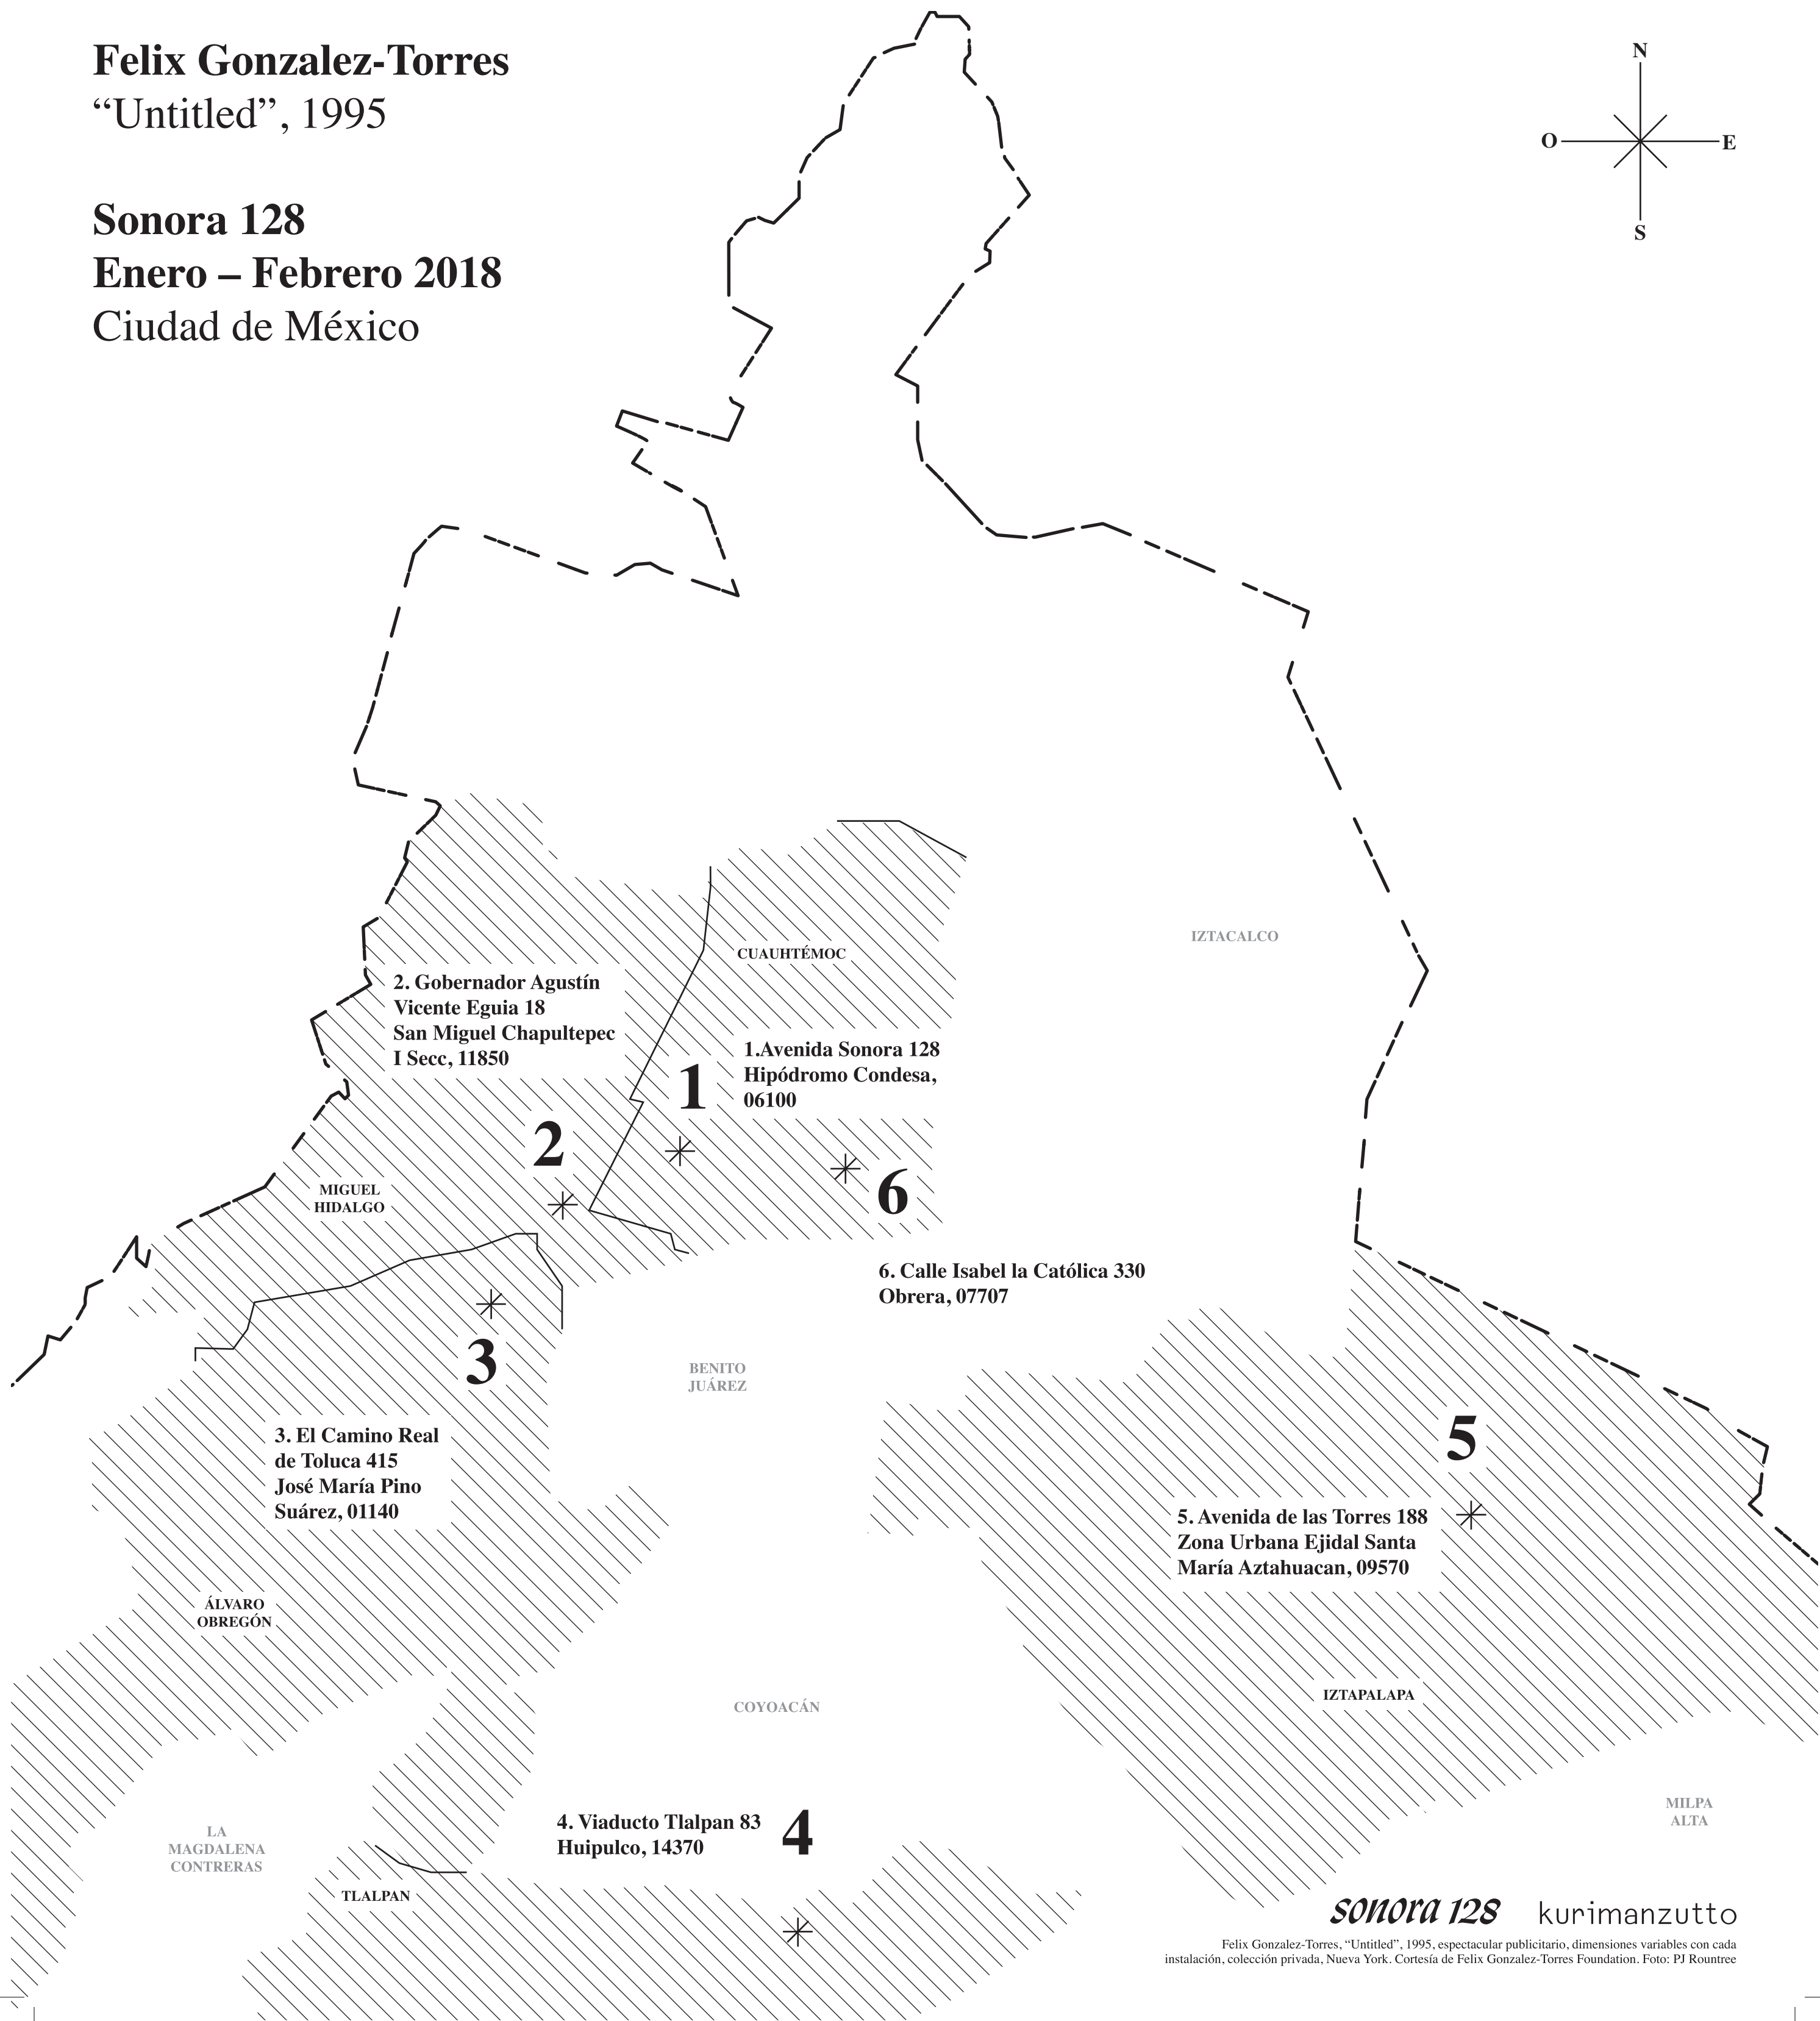 Felix Gonzalez-Torres
“Untitled”, 1995
Sonora 128
Enero – Febrero 2018
Ciudad de México
N
O
E
S
IZTACALCO
CUAUHTÉMOC
2. Gobernador Agustín
Vicente Eguia 18
San Miguel Chapultepec
I Secc, 11850
1.Avenida Sonora 128
Hipódromo Condesa,
06100
1
2
6
MIGUEL
HIDALGO
6. Calle Isabel la Católica 330
Obrera, 07707
3
BENITO
JUÁREZ
3. El Camino Real
de Toluca 415
José María Pino
Suárez, 01140
5
5. Avenida de las Torres 188
Zona Urbana Ejidal Santa
María Aztahuacan, 09570
ÁLVARO
OBREGÓN
IZTAPALAPA
COYOACÁN
MILPA
ALTA
4. Viaducto Tlalpan 83
Huipulco, 14370
4
LA
MAGDALENA
CONTRERAS
TLALPAN
sonora 128
kurimanzutto
Felix Gonzalez-Torres, “Untitled”, 1995, espectacular publicitario, dimensiones variables con cada
instalación, colección privada, Nueva York. Cortesía de Felix Gonzalez-Torres Foundation. Foto: PJ Rountree